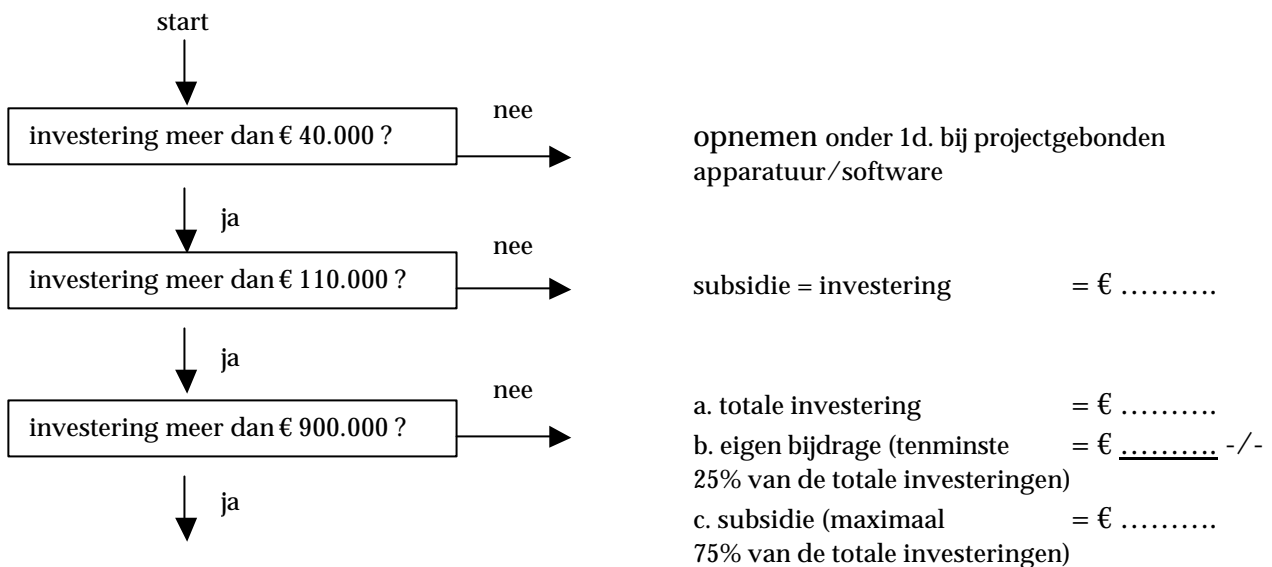 start
nee
investering meer dan € 40.000 ?
opnemen onder 1d. bij projectgebonden
apparatuur/software
ja
nee
investering meer dan € 110.000 ?
subsidie = investering = € ……….
ja
nee
investering meer dan € 900.000 ?
a. totale investering = € ……….
b. eigen bijdrage (tenminste = € ………. -/-
25% van de totale investeringen)
ja
c. subsidie (maximaal = € ……….
75% van de totale investeringen)